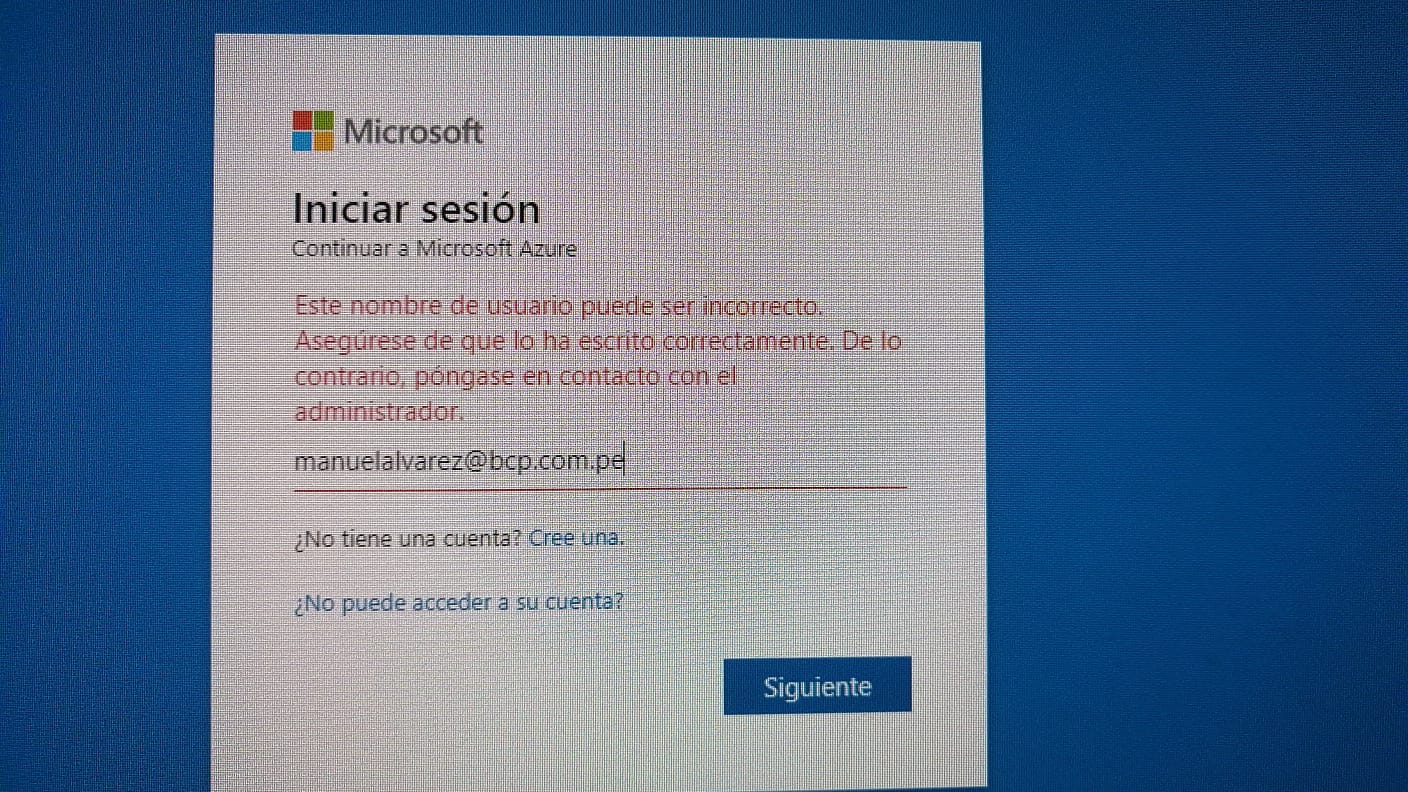 Microsoft
Iniciar sesión
Continuar a Microsoft Azure
Este nombre de usuario puede ser incorrecto.
Asegúrese de que lo ha escrito correctamente. De lo
contrario, póngase en contacto con el
administrador.
manuelalvarez@bcp.com.pe
¿No tiene una cuenta? Cree una.
¿No puede acceder a su cuenta?
Siguiente